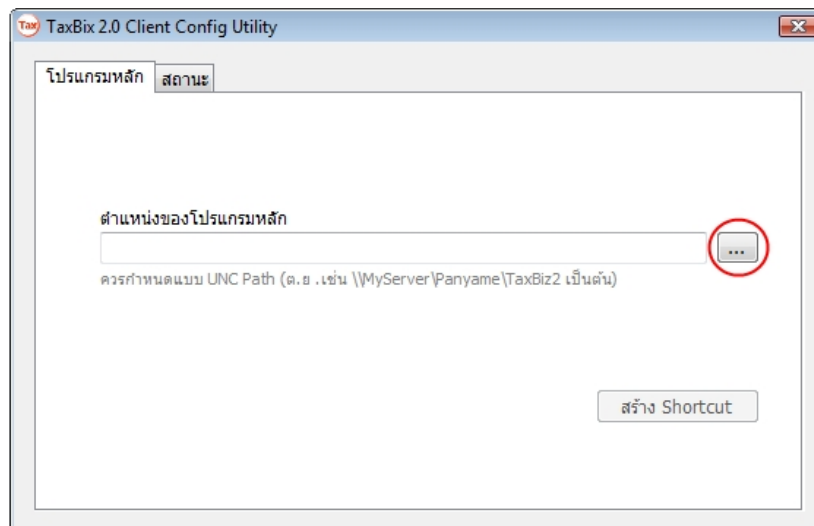 Tax TaxBix 2.0 Client Config Utility
โปรแกรมหลัก สถานะ
ตำแหน่งของโปรแกรมหลัก
...
ควรกำหนดแบบ UNC Path (ต.ย .เช่น \\MyServer\Panyame\TaxBiz2 เป็นต้น)
สร้าง Shortcut